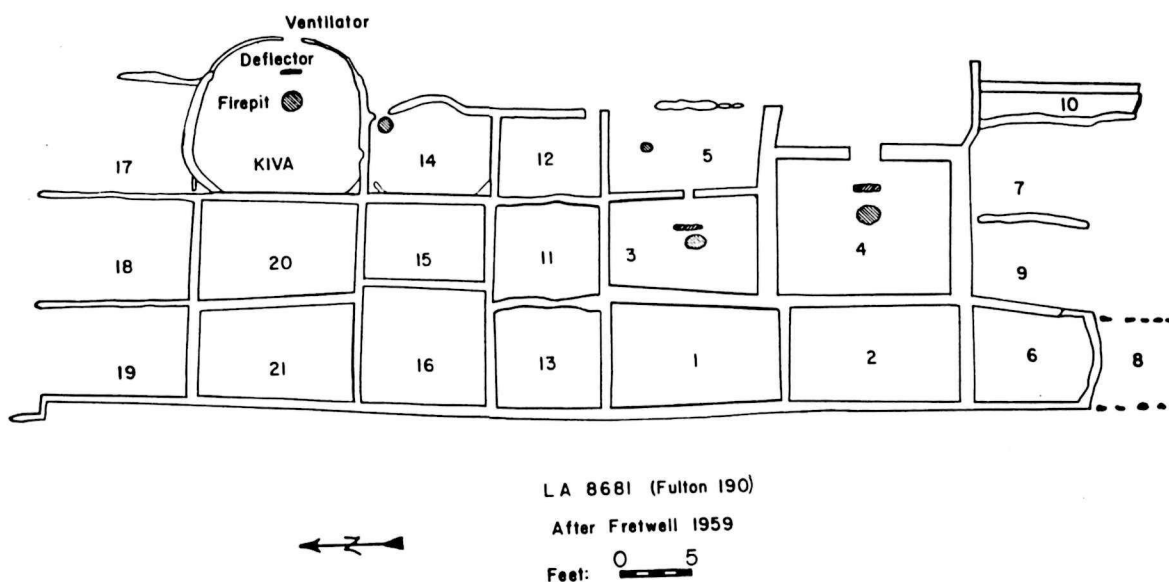 Ventilator
Deflector
Firepit
10
17
KIVA
14
12
5
7
18
20
15
11
3
4
9
19
21
16
13
1
2
6
8
N
LA 8681 (Fulton 190)
After Fretwell 1959
0 5
Feet: